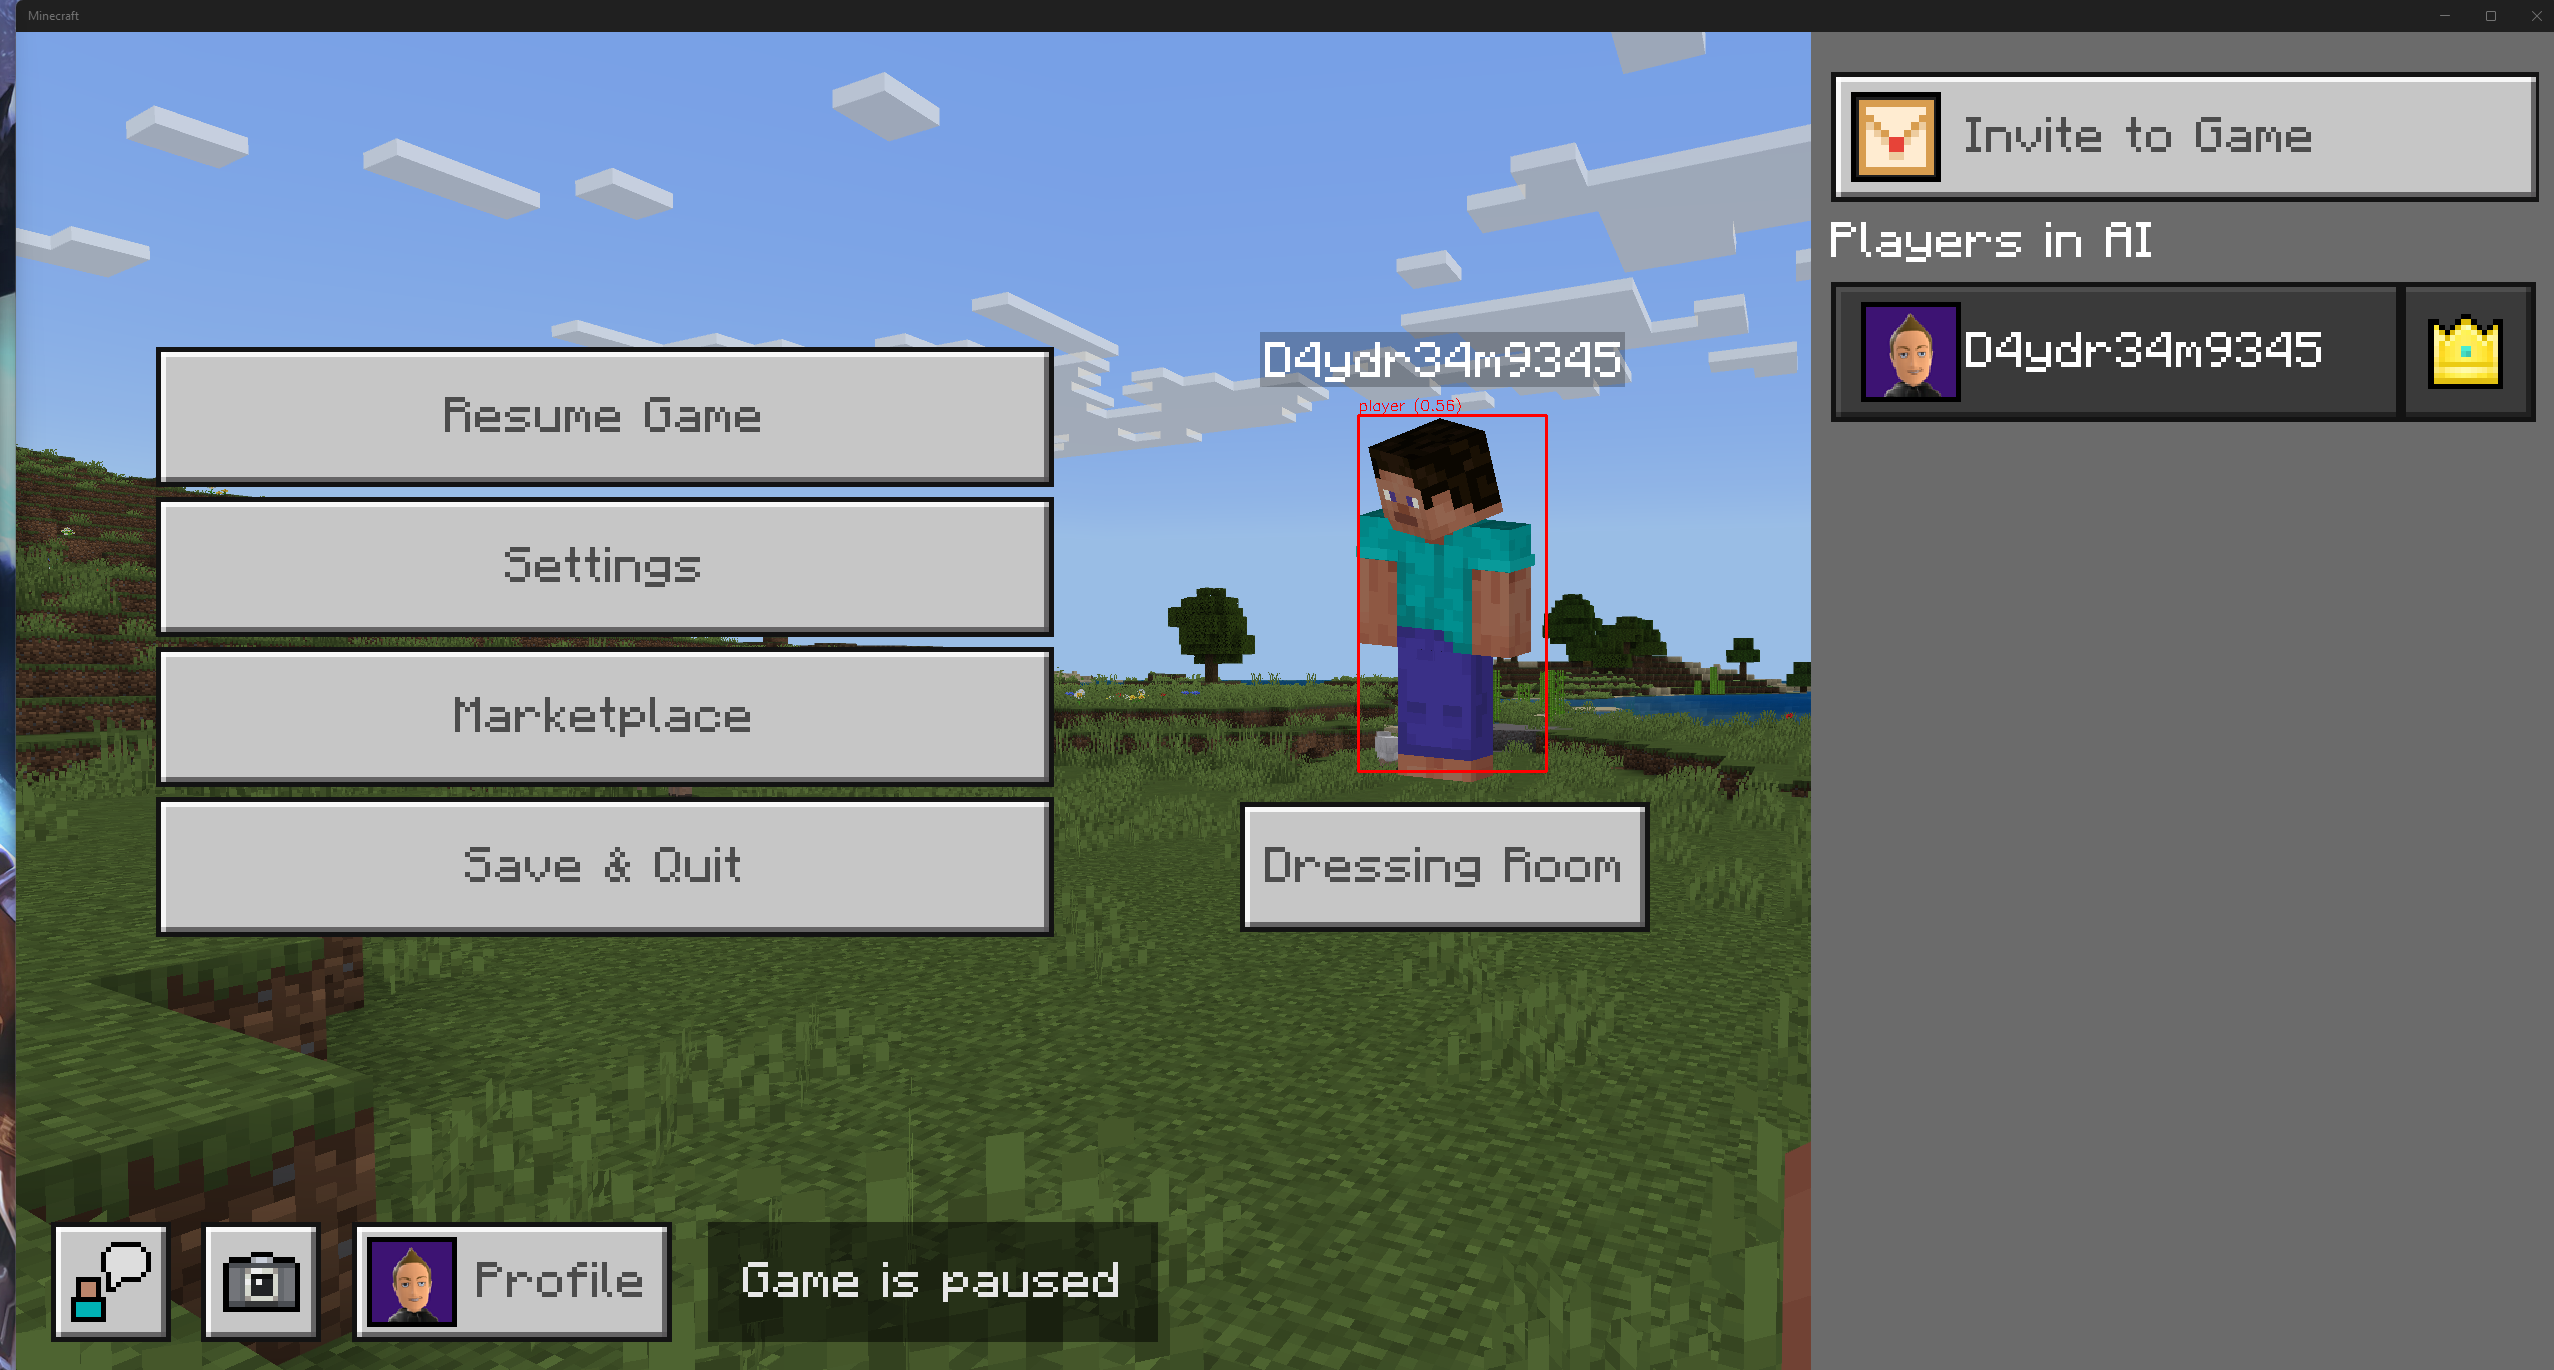 Minecraft
Invite to Game
Players in AI
D4ydr34m9345
D4ydr34m9345
player (0.56)
Resume Game
Settings
Marketplace
Save & Quit
Dressing Room
Profile
Game is paused